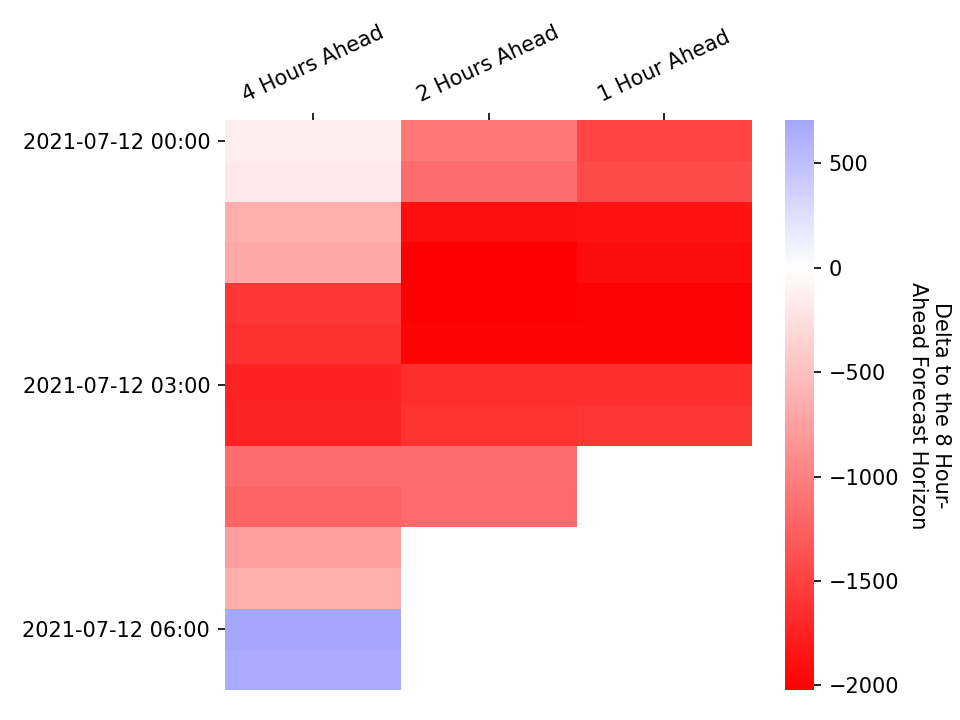 4 Hours Ahead
2 Hours Ahead
1 Hour Ahead
2021-07-12 00:00
2021-07-12 03:00
2021-07-12 06:00
500
0
−500
−1000
−1500
−2000
Delta to the 8 Hour-
Ahead Forecast Horizon